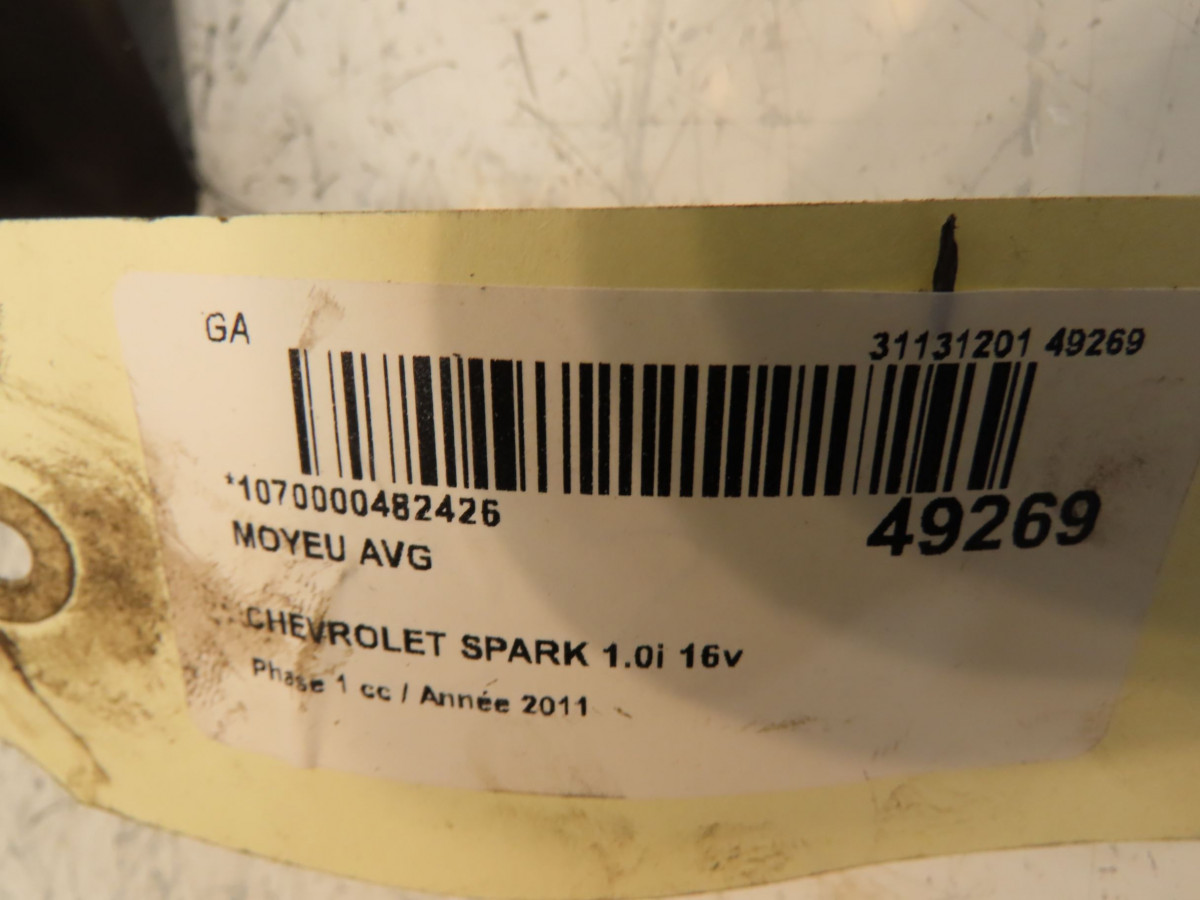 GA
31131201 49269
*1070000482426
49269
MOYEU AVG
CHEVROLET SPARK 1.0i 16v
Phase 1 cc / Année 2011